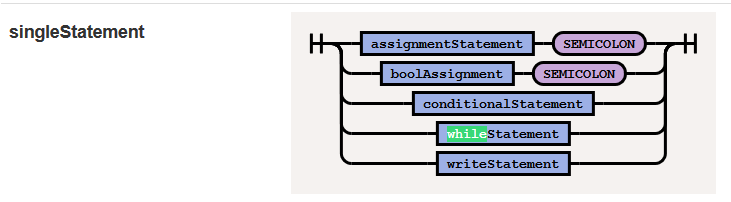 singleStatement
assignmentStatement SEMICOLON
boolAssignment SEMICOLON
conditionalStatement
whileStatement
writeStatement